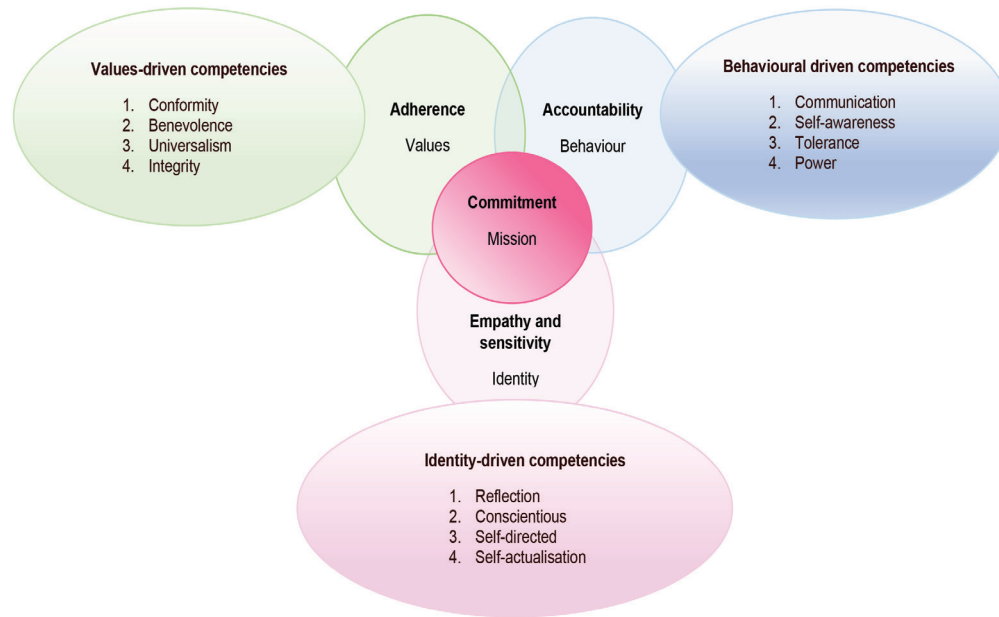 Values-driven competencies
1. Conformity
2. Benevolence
3. Universalism
4. Integrity
Adherence
Values
Accountability
Behaviour
Behavioural driven competencies
1. Communication
2. Self-awareness
3. Tolerance
4. Power
Commitment
Mission
Empathy and
sensitivity
Identity
Identity-driven competencies
1. Reflection
2. Conscientious
3. Self-directed
4. Self-actualisation